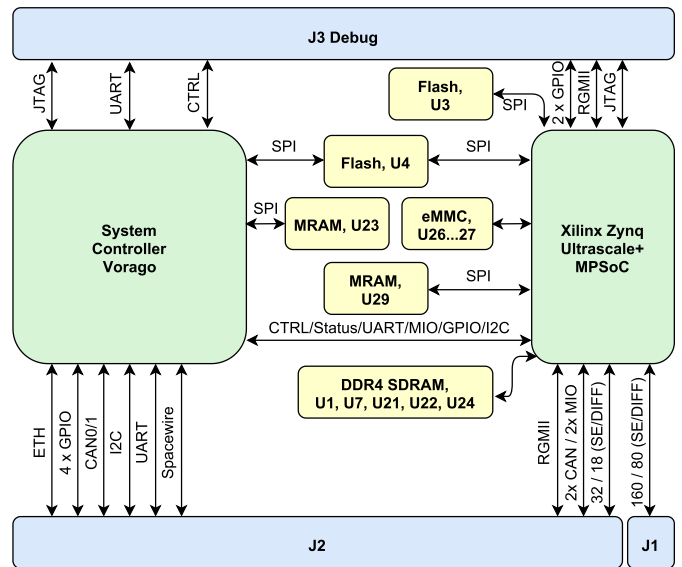 J3 Debug
JTAG
UART
CTRL
2 x GPIO
RGMII
JTAG
Flash,
U3
SPI
SPI
Flash, U4
SPI
System
Controller
Vorago
SPI
MRAM, U23
eMMC,
U26...27
Xilinx Zynq
Ultrascale+
MPSoC
MRAM,
U29
SPI
CTRL/Status/UART/MIO/GPIO/I2C
DDR4 SDRAM,
U1, U7, U21, U22, U24
ETH
4 x GPIO
CAN0/1
I2C
UART
Spacewire
RGMII
2x CAN / 2x MIO
32 / 18 (SE/DIFF)
160 / 80 (SE/DIFF)
J2
J1